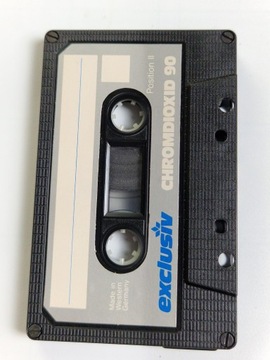 Made in
Western
Germany
Position II
exclusiv
CHROMDIOXID 90